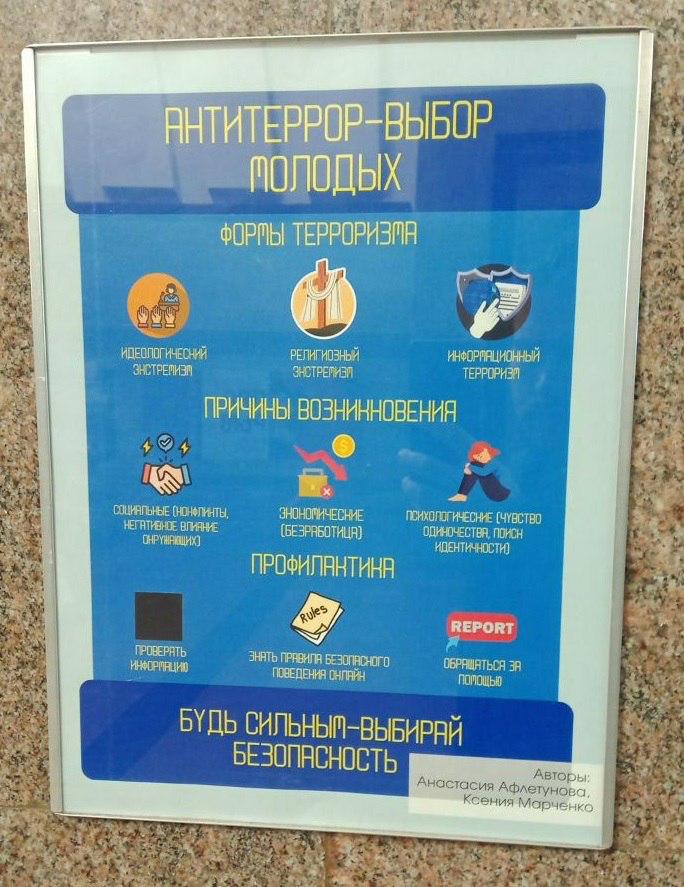 АНТИТЕРРОР-ВЫБОР
МОЛОДЫХ
ФОРМЫ ТЕРРОРИЗМА
ИДЕОЛОГИЧЕСКИЙ
ЭКСТРЕМИЗМ
РЕЛИГИОЗНЫЙ
ЭКСТРЕМИЗМ
ИНФОРМАЦИОННЫЙ
ТЕРРОРИЗМ
ПРИЧИНЫ ВОЗНИКНОВЕНИЯ
СОЦИАЛЬНЫЕ (КОНФЛИКТЫ,
НЕГАТИВНОЕ ВЛИЯНИЕ
ОКРУЖАЮЩИХ)
ЭКОНОМИЧЕСКИЕ
(БЕЗРАБОТИЦА)
ПСИХОЛОГИЧЕСКИЕ (ЧУВСТВО
ОДИНОЧЕСТВА, ПОИСК
ИДЕНТИЧНОСТИ)
ПРОФИЛАКТИКА
ПРОВЕРЯТЬ
ИНФОРМАЦИЮ
Rules
ЗНАТЬ ПРАВИЛА БЕЗОПАСНОГО
ПОВЕДЕНИЯ ОНЛАЙН
REPORT
ОБРАЩАТЬСЯ ЗА
ПОМОЩЬЮ
БУДЬ СИЛЬНЫМ-ВЫБИРАЙ
БЕЗОПАСНОСТЬ
Авторы:
Анастасия Афлетунова,
Ксения Марченко